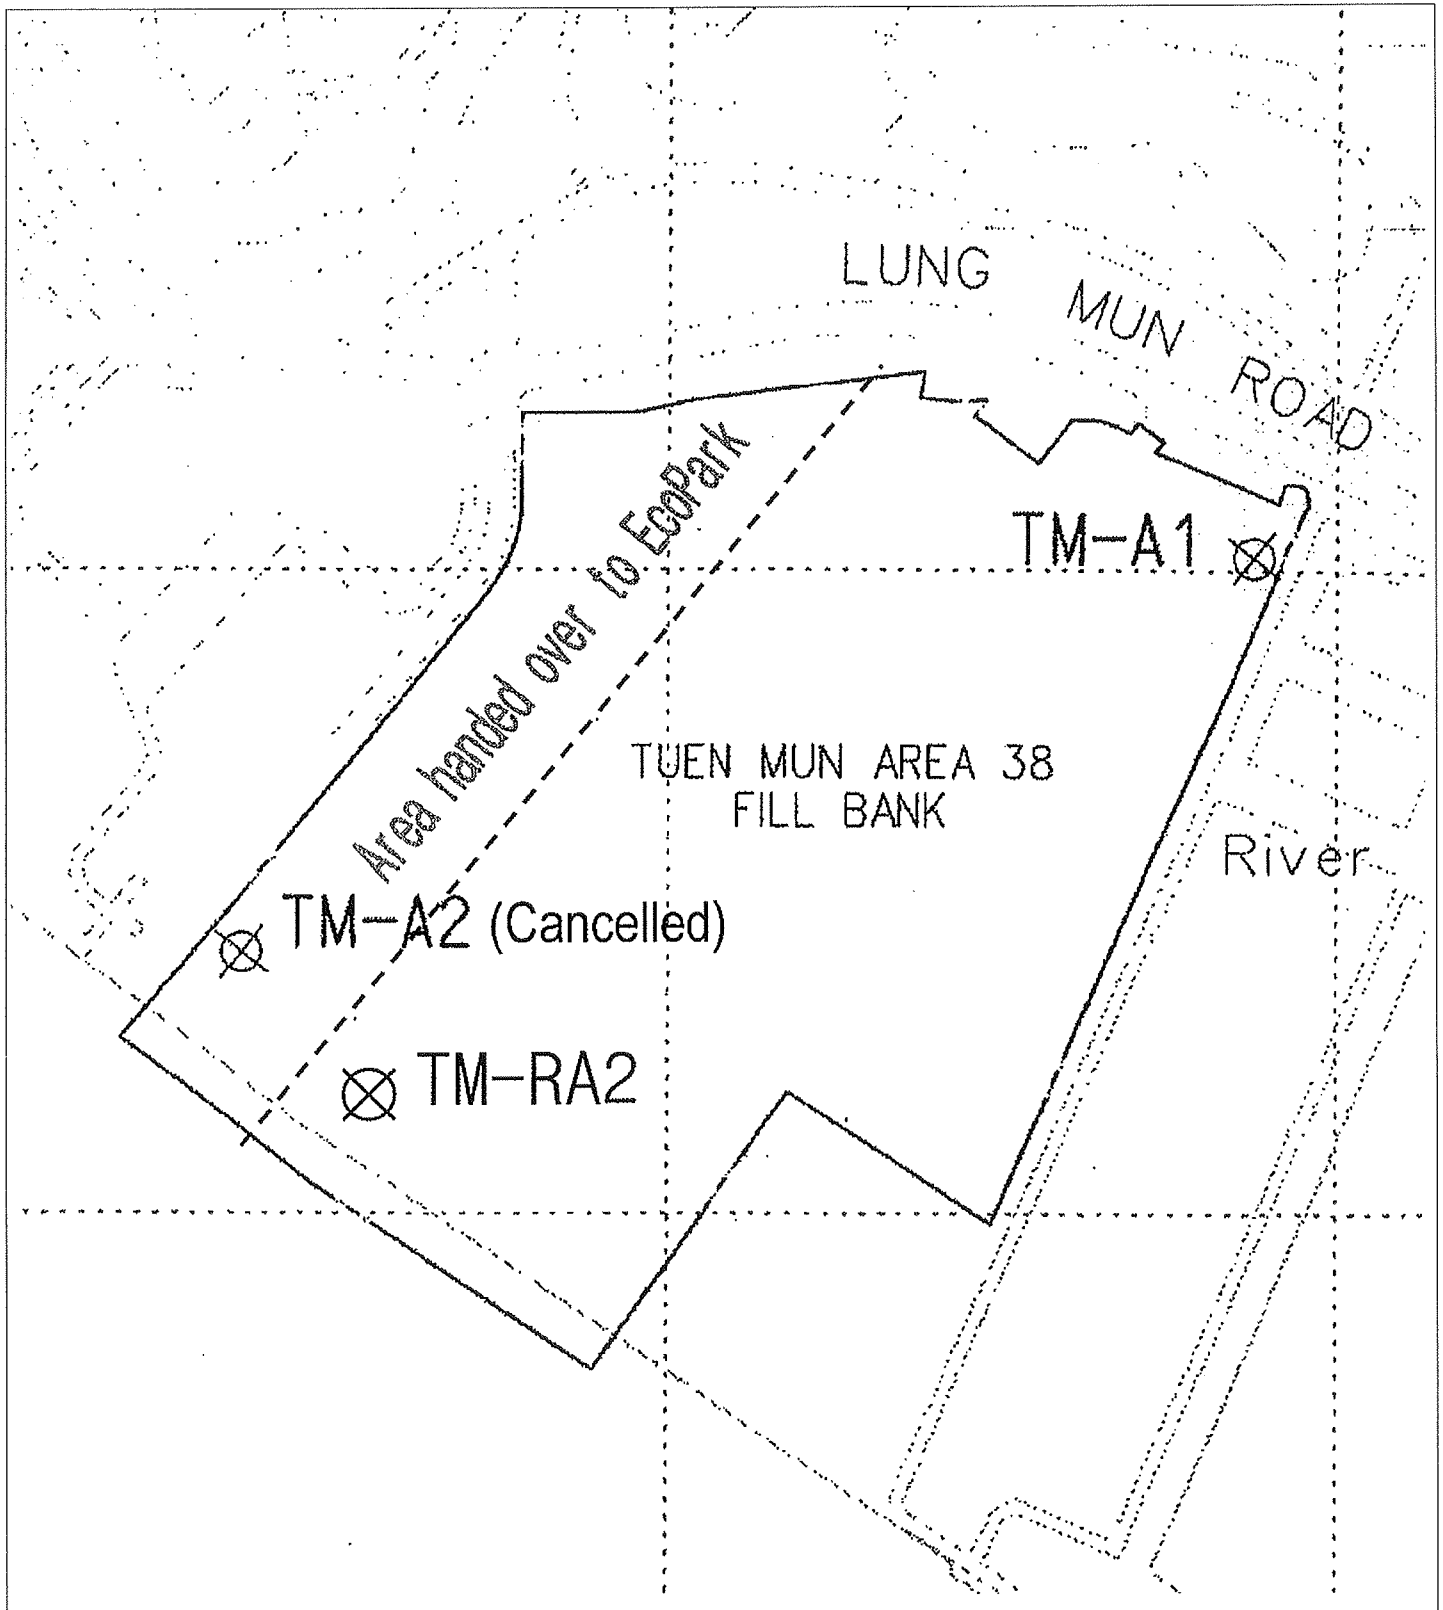 LUNG MUN ROAD
Area handed over to EcoPark
TM-A1
TUEN MUN AREA 38
FILL BANK
River
TM-A2 (Cancelled)
TM-RA2